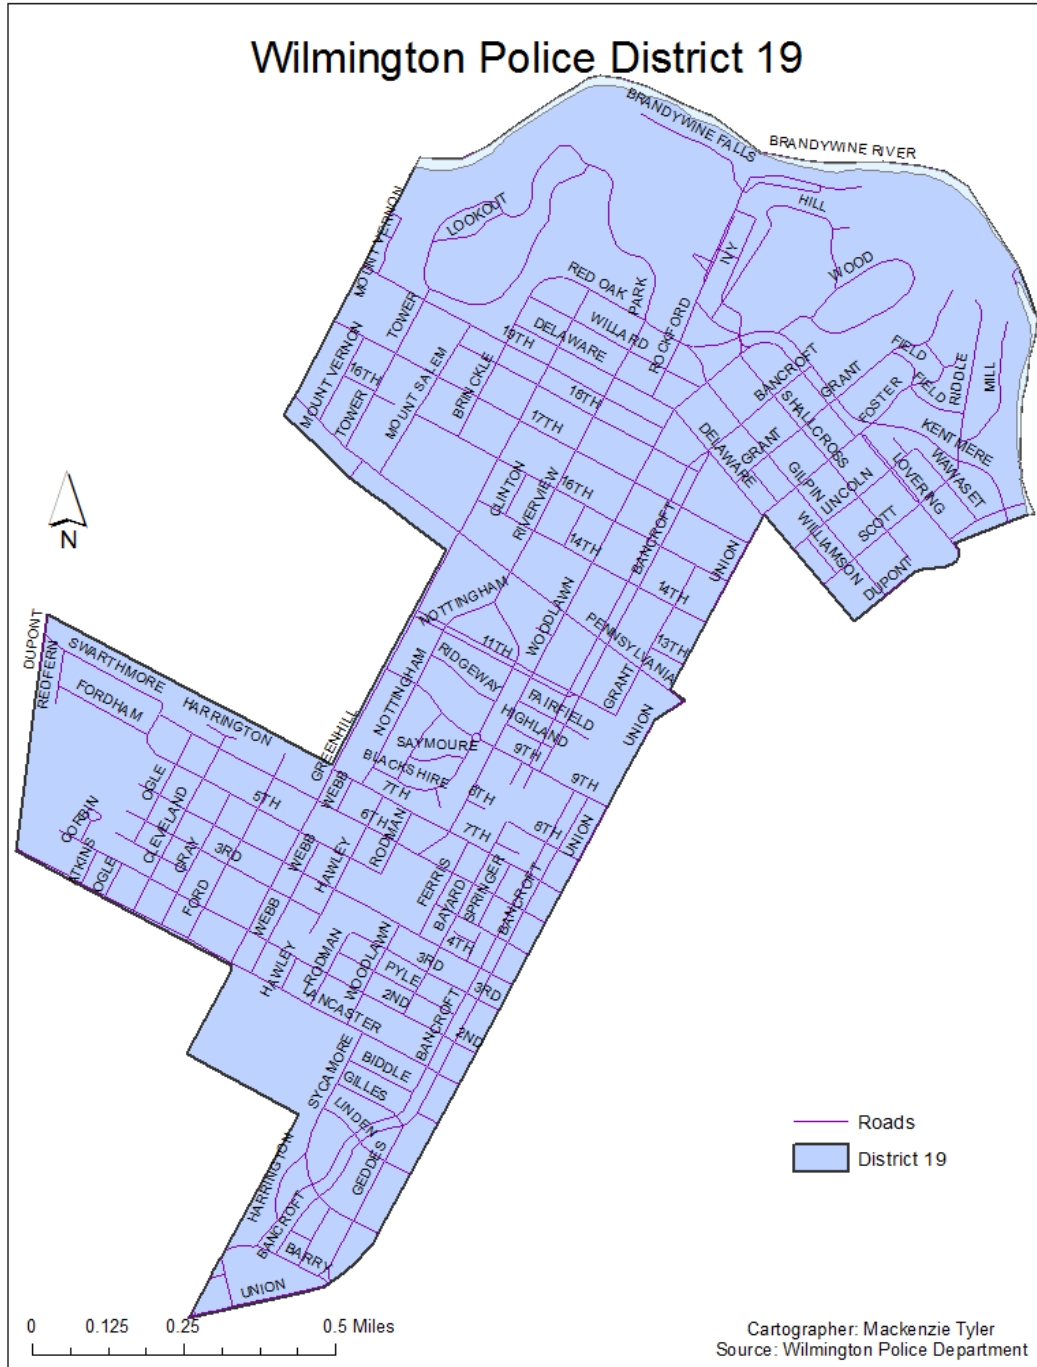 Wilmington Police District 19
BRANDYWINE FALLS
BRANDYWINE RIVER
MOUNT VERNON
LOOKOUT
HILL
IVY
WOOD
RED OAK
PARK
TOWER
WILLARD
ROCKFORD
DELAWARE
19TH
MOUNT VERNON
16TH
TOWER
MOUNT SALEM
BRINCKLE
18TH
17TH
BANCROFT
GRANT
FIELD
FIELD
RIDDLE
MILL
FOSTER
SHALLCROSS
KENTMERE
DELAWARE
GRANT
GILPIN
LINCOLN
LOVERING
WAWASET
SCOTT
WILLIAMSON
DUPONT
CLINTON
RIVERVIEW
16TH
14TH
BANCROFT
UNION
14TH
13TH
N
NOTTINGHAM
WOODLAWN
PENNSYLVANIA
11TH
RIDGEWAY
NOTTINGHAM
FAIRFIELD
HIGHLAND
GRANT
UNION
DUPONT
REDFERN
SWARTHMORE
FORDHAM
HARRINGTON
GREENHILL
SAYMOURE
BLACKSHIRE
9TH
9TH
WEBB
7TH
6TH
6TH
7TH
8TH
UNION
OGLE
5TH
CORBIN
CLEVELAND
GRAY
3RD
ATKINS
OGLE
FORD
WEBB
WEBB
HAWLEY
RODMAN
FERRIS
BAYARD
SPRINGER
BANCROFT
4TH
3RD
3RD
HAWLEY
RODMAN
WOODLAWN
PYLE
2ND
LANCASTER
BANCROFT
2ND
SYCAMORE
BIDDLE
GILLES
LINDEN
GEDDES
HARRINGTON
BANCROFT
BARRY
UNION
Roads
District 19
0 0.125 0.25 0.5 Miles
Cartographer: Mackenzie Tyler
Source: Wilmington Police Department